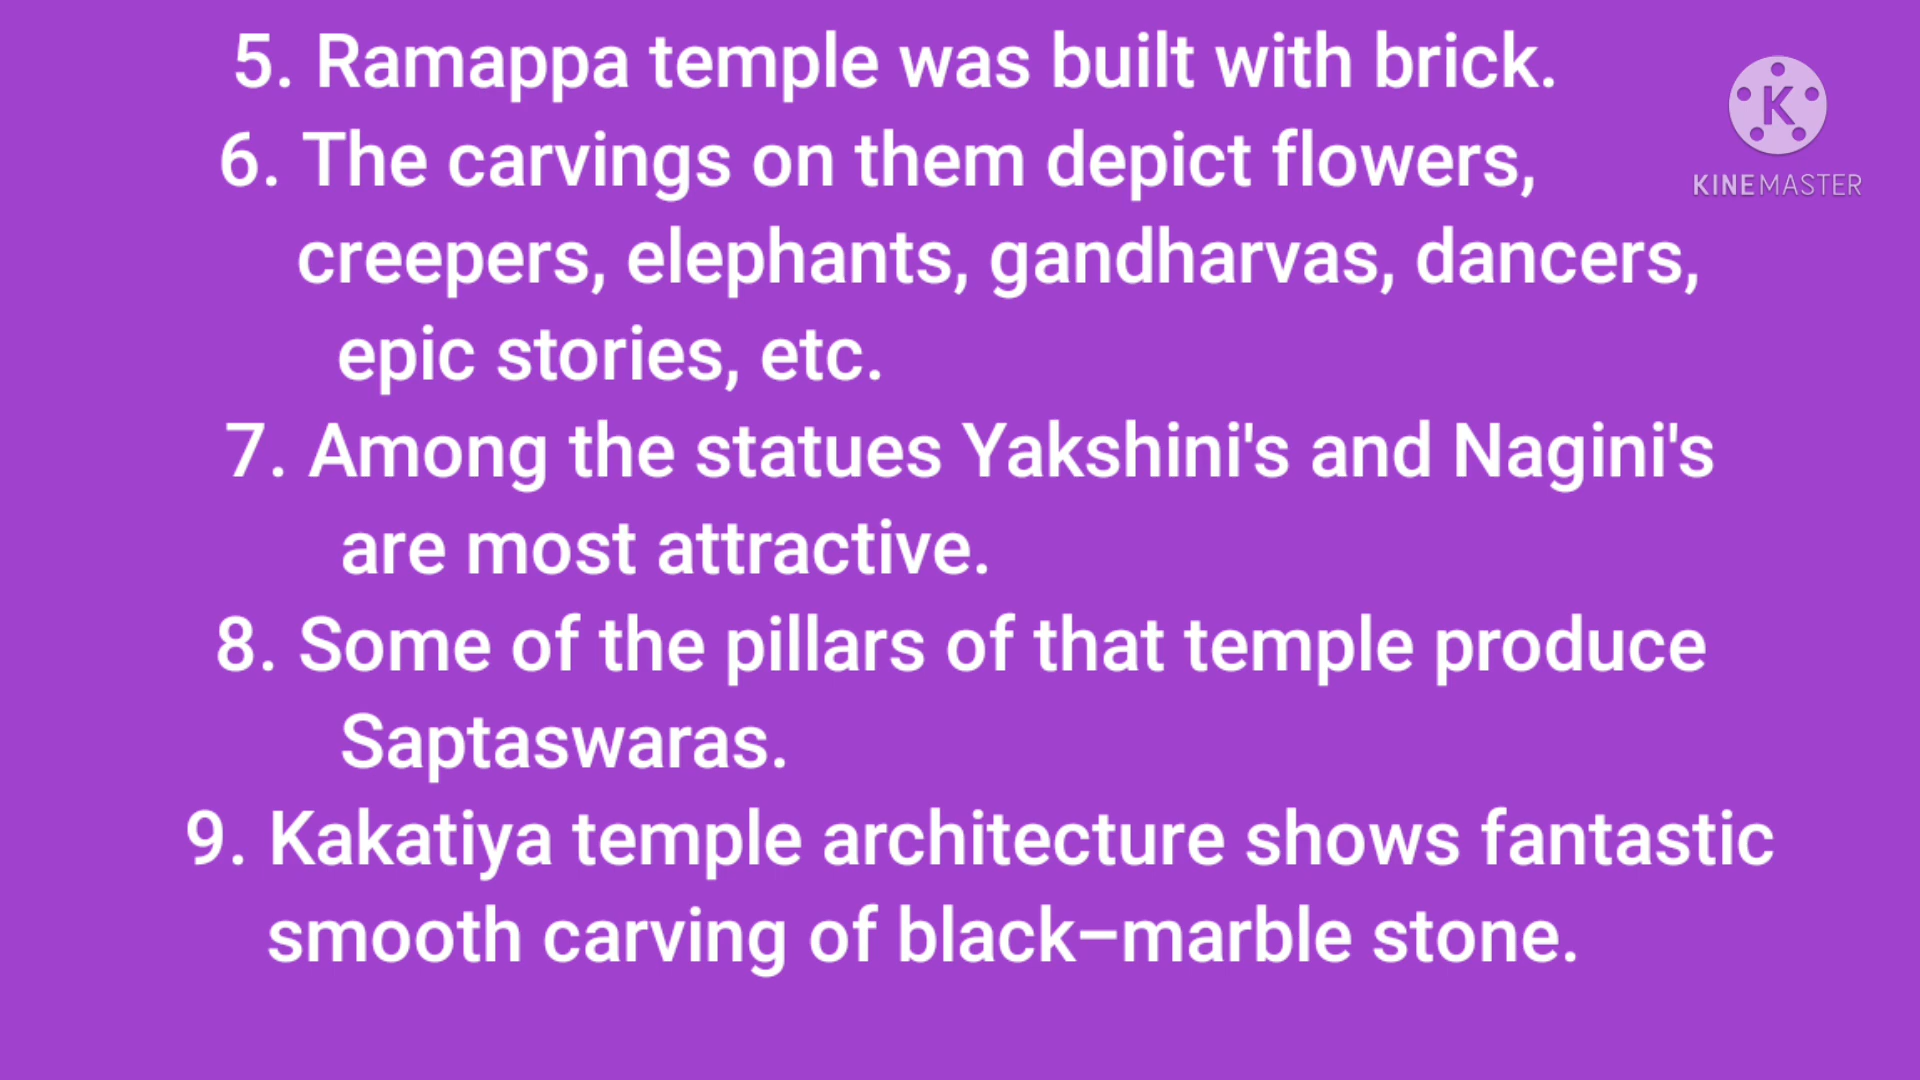 5. Ramappa temple was built with brick.
6. The carvings on them depict flowers,
creepers, elephants, gandharvas, dancers,
epic stories, etc.
7. Among the statues Yakshini's and Nagini's
are most attractive.
8. Some of the pillars of that temple produce
Saptaswaras.
9. Kakatiya temple architecture shows fantastic
smooth carving of black–marble stone.
K
KINEMASTER